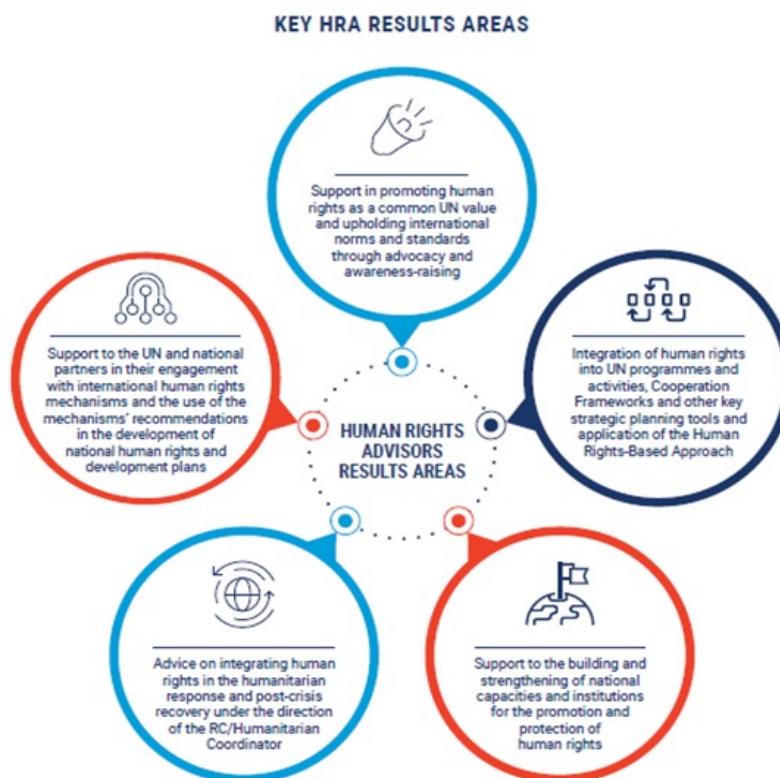 KEY HRA RESULTS AREAS
Support in promoting human
rights as a common UN value
and upholding international
norms and standards
through advocacy and
awareness-raising
Support to the UN and national
partners in their engagement
with international human rights
mechanisms and the use of the
mechanisms' recommendations
in the development of
national human rights and
development plans
Integration of human rights
into UN programmes and
activities, Cooperation
Frameworks and other key
strategic planning tools and
application of the Human
Rights-Based Approach
HUMAN RIGHTS
ADVISORS
RESULTS AREAS
Advice on integrating human
rights in the humanitarian
response and post-crisis
recovery under the direction
of the RC/Humanitarian
Coordinator
Support to the building and
strengthening of national
capacities and institutions
for the promotion and
protection of
human rights